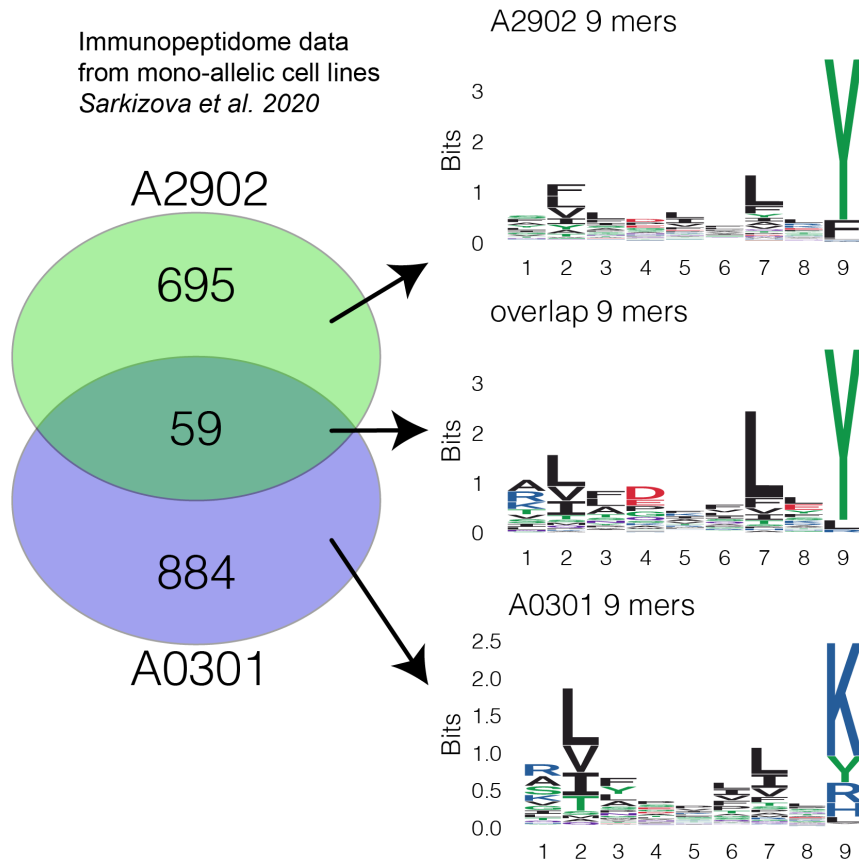 Immunopeptidome data
from mono-allelic cell lines
Sarkizova et al. 2020
A2902
695
59
884
A0301
A2902 9 mers
Bits
3
2
1
0
1 2 3 4 5 6 7 8 9
overlap 9 mers
Bits
3
2
1
0
1 2 3 4 5 6 7 8 9
A0301 9 mers
Bits
2.5
2.0
1.5
1.0
0.5
0.0
1 2 3 4 5 6 7 8 9